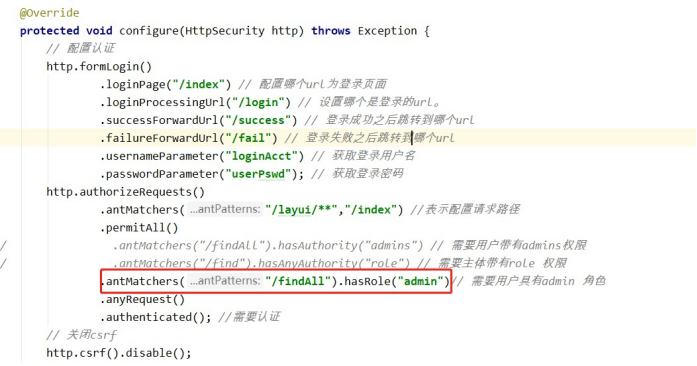 @Override
protected void configure(HttpSecurity http) throws Exception {
// 配置认证
http.formLogin()
.loginPage("/index") // 配置哪个url为登录页面
.loginProcessingUrl("/login") // 设置哪个是登录的url。
.successForwardUrl("/success") // 登录成功之后跳转到哪个url
.failureForwardUrl("/fail") // 登录失败之后跳转到哪个url
.usernameParameter("loginAcct") // 获取登录用户名
.passwordParameter("userPswd"); // 获取登录密码
http.authorizeRequests()
.antMatchers( ...antPatterns: "/layui/**","/index") //表示配置请求路径
.permitAll()
/ .antMatchers("/findAll").hasAuthority("admins") // 需要用户带有admins权限
/ .antMatchers("/find").hasAnyAuthority("role") // 需要主体带有role 权限
.antMatchers( ...antPatterns: "/findAll").hasRole("admin")// 需要用户具有admin 角色
.anyRequest()
.authenticated(); //需要认证
// 关闭csrf
http.csrf().disable();